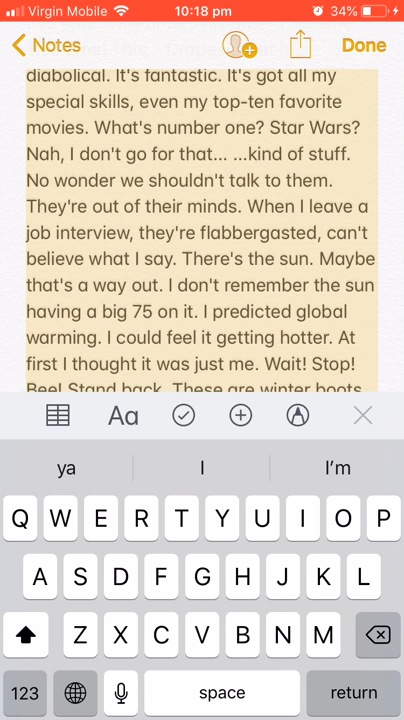 Virgin Mobile 10:18 pm 34%
Notes Done
diabolical. It's fantastic. It's got all my
special skills, even my top-ten favorite
movies. What's number one? Star Wars?
Nah, I don't go for that... ...kind of stuff.
No wonder we shouldn't talk to them.
They're out of their minds. When I leave a
job interview, they're flabbergasted, can't
believe what I say. There's the sun. Maybe
that's a way out. I don't remember the sun
having a big 75 on it. I predicted global
warming. I could feel it getting hotter. At
first I thought it was just me. Wait! Stop!
Bee! Stand back. These are winter boots.
Aa
ya I I'm
Q W E R T Y U I O P
A S D F G H J K L
Z X C V B N M
123 space return